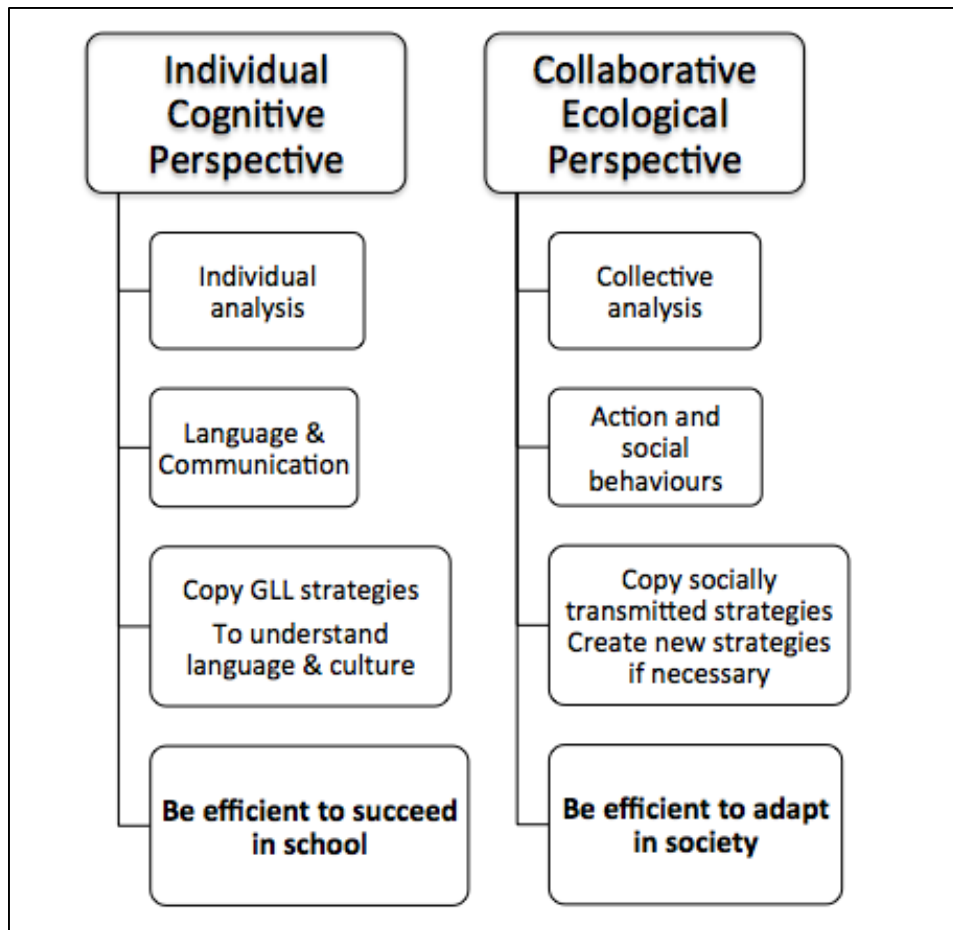 Individual
Cognitive
Perspective
Individual
analysis
Language &
Communication
Copy GLL strategies
To understand
language & culture
Be efficient to succeed
in school
Collaborative
Ecological
Perspective
Collective
analysis
Action and
social
behaviours
Copy socially
transmitted strategies
Create new strategies
if necessary
Be efficient to adapt
in society